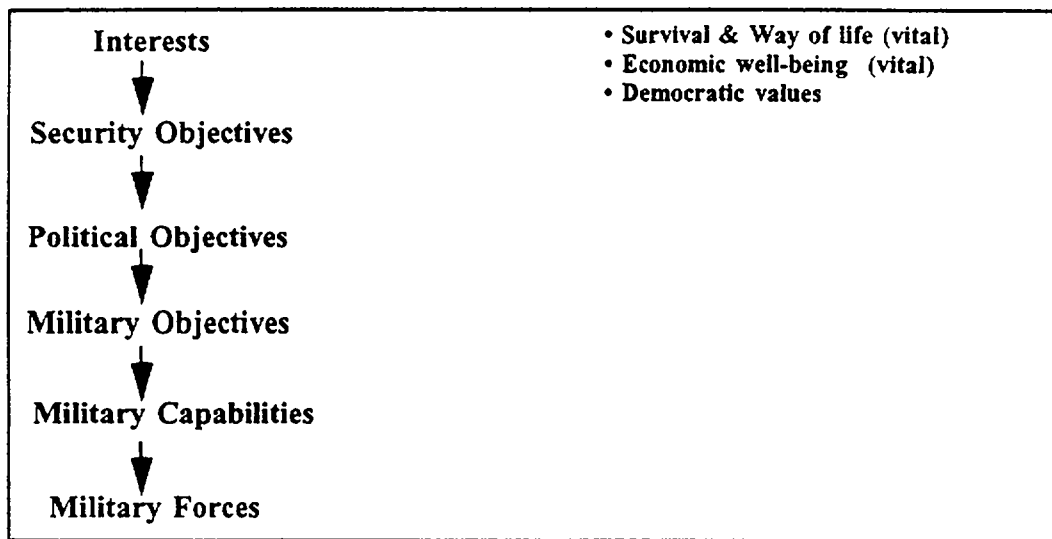 Interests
• Survival & Way of life (vital)
• Economic well-being (vital)
• Democratic values
Security Objectives
Political Objectives
Military Objectives
Military Capabilities
Military Forces